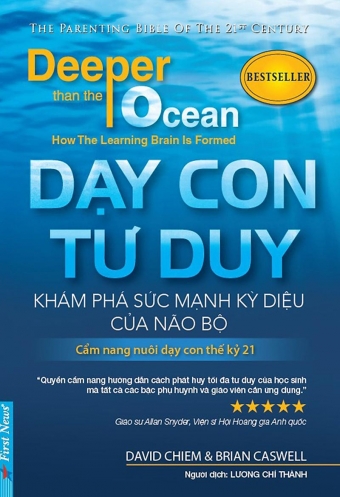 THE PARENTING BIBLE OF THE 21ST CENTURY
Deeper
than the
Ocean
BESTSELLER
How The Learning Brain Is Formed
DẠY CON
TƯ DUY
KHÁM PHÁ SỨC MẠNH KỲ DIỆU
CỦA NÃO BỘ
Cẩm nang nuôi dạy con thế kỷ 21
"Quyển cẩm nang hướng dẫn cách phát huy tối đa tư duy của học sinh
mà tất cả các bậc phụ huynh và giáo viên cần ứng dụng."
Giáo sư Allan Snyder, Viện sĩ Hội Hoàng gia Anh quốc
DAVID CHIEM & BRIAN CASWELL
Người dịch: LƯƠNG CHÍ THÀNH
First News